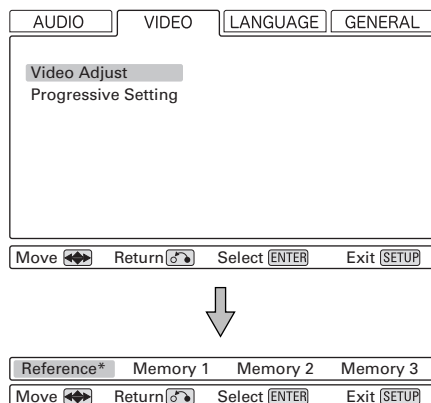 AUDIO VIDEO LANGUAGE GENERAL
Video Adjust
Progressive Setting
Move Return Select ENTER Exit SETUP
Reference* Memory 1 Memory 2 Memory 3
Move Return Select ENTER Exit SETUP